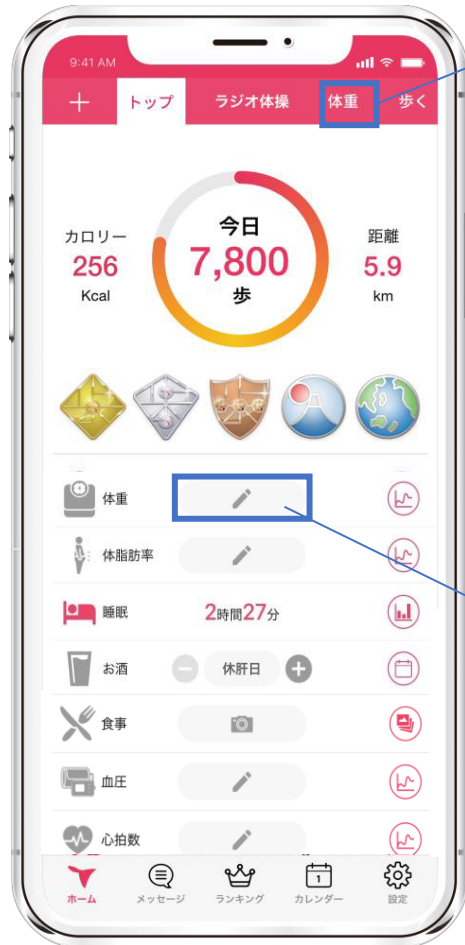 9:41 AM
トップ ラジオ体操 体重 歩く
カロリー
256
Kcal
今日
7,800
歩
距離
5.9
km
体重
体脂肪率
睡眠 2時間27分
お酒 休肝日
食事
血圧
心拍数
1
ホーム メッセージ ランキング カレンダー 設定